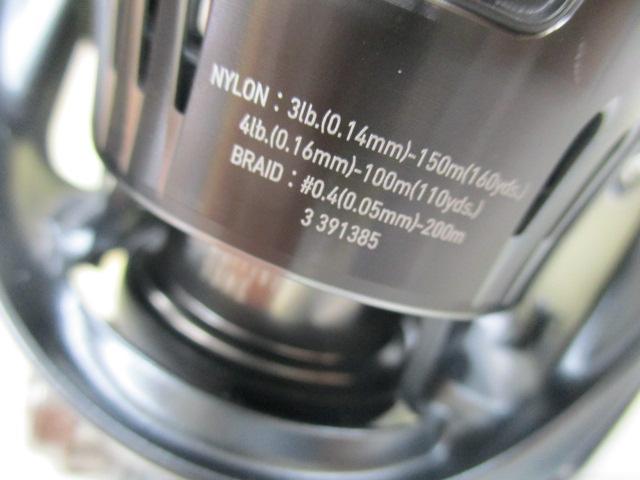 NYLON : 3lb.(0.14mm)-150m(160yds.)
4lb.(0.16mm)-100m(110yds.)
BRAID : #0.4(0.05mm)-200m
3 391385